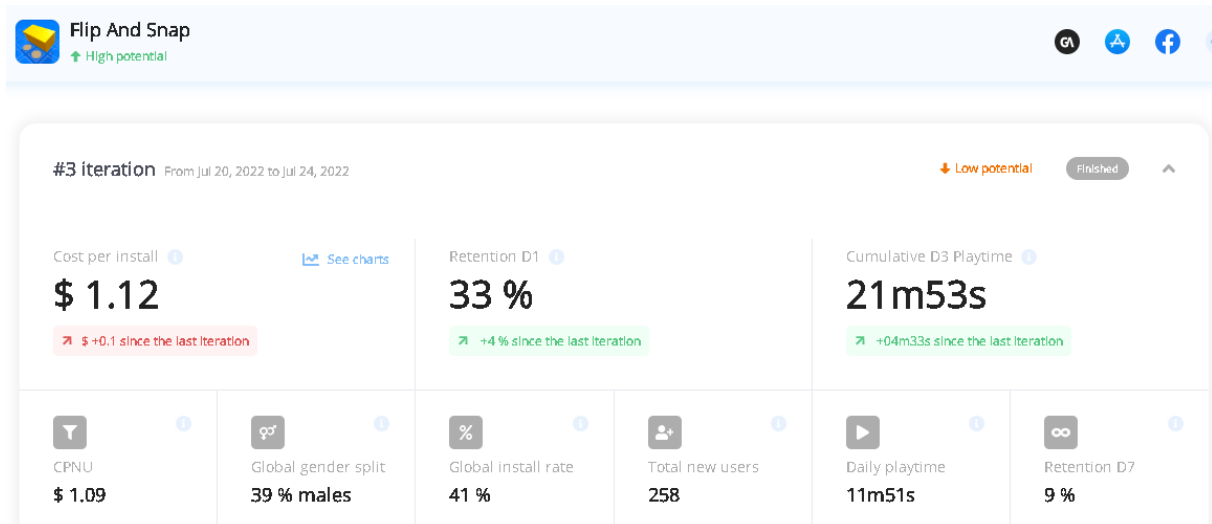 Flip And Snap
High potential
GA
#3 iteration From Jul 20, 2022 to Jul 24, 2022
Low potential
Finished
Cost per install
See charts
$ 1.12
$ +0.1 since the last iteration
Retention D1
33 %
+4 % since the last iteration
Cumulative D3 Playtime
21m53s
+04m33s since the last iteration
CPNU
$ 1.09
Global gender split
39 % males
Global install rate
41 %
Total new users
258
Daily playtime
11m51s
Retention D7
9 %